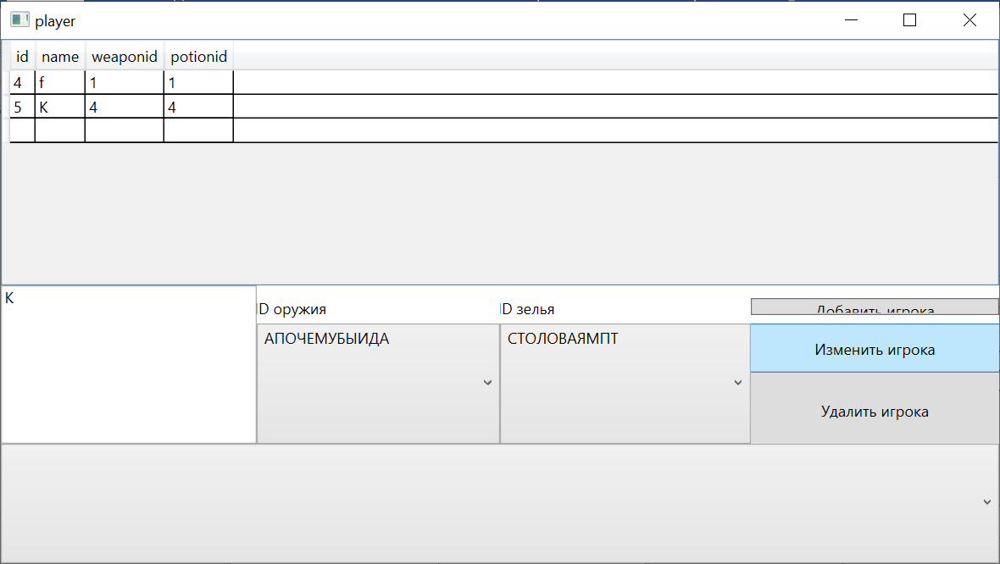 player
id name weaponid potionid
4 f 1 1
5 K 4 4
K
ID оружия
ID зелья
Добавить игрока
АПОЧЕМУБЫИДА
СТОЛОВАЯМПТ
Изменить игрока
Удалить игрока